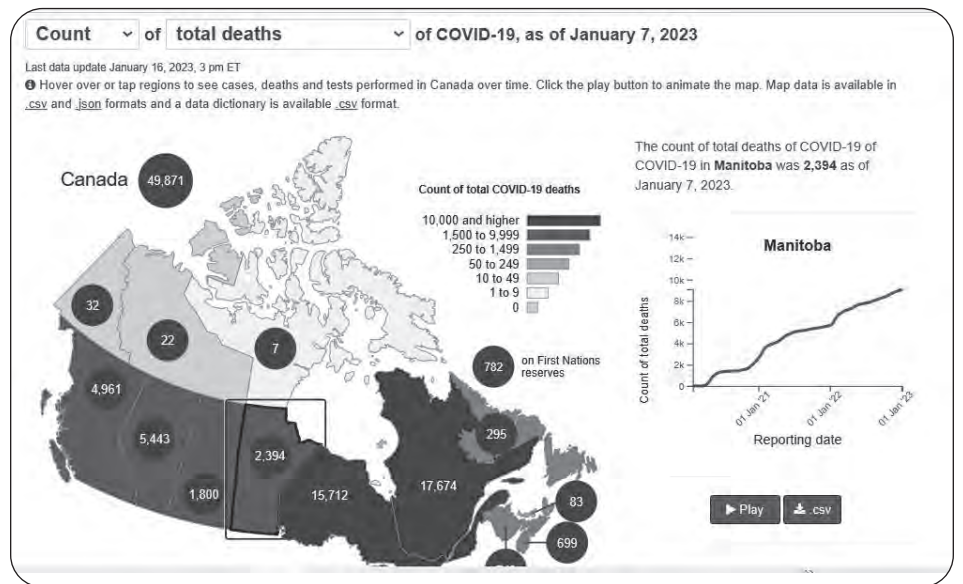 Count of total deaths of COVID-19, as of January 7, 2023
Last data update January 16, 2023, 3 pm ET
Hover over or tap regions to see cases, deaths and tests performed in Canada over time. Click the play button to animate the map. Map data is available in
.csv and .json formats and a data dictionary is available .csv format.
Canada 49,871
Count of total COVID-19 deaths
10,000 and higher
1,500 to 9,999
250 to 1,499
50 to 249
10 to 49
1 to 9
0
32
22
7
782 on First Nations
reserves
4,961
5,443
1,800
2,394
15,712
17,674
295
83
699
The count of total deaths of COVID-19 of
COVID-19 in Manitoba was 2,394 as of
January 7, 2023.
Manitoba
Count of total deaths
14k
12k
10k
8k
6k
4k
2k
0
01 Jan '21
01 Jan '22
01 Jan '23
Reporting date
Play
.csv